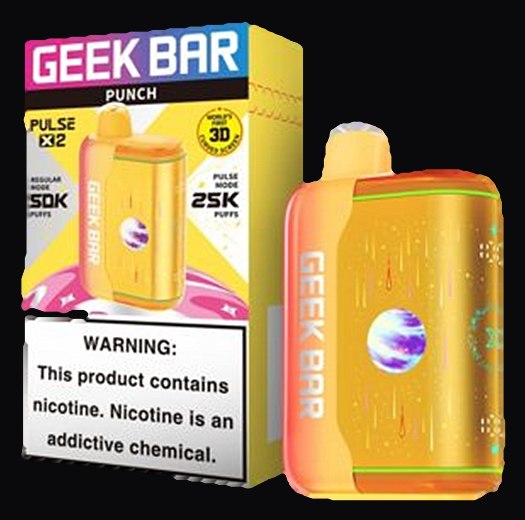 GEEK BAR
PUNCH
PULSE
X2
WORLD'S
FIRST
3D
CURVED SCREEN
REGULAR
MODE
50K
PUFFS
PULSE
MODE
25K
PUFFS
GEEK BAR
WARNING:
This product contains
nicotine. Nicotine is an
addictive chemical.
GEEK BAR